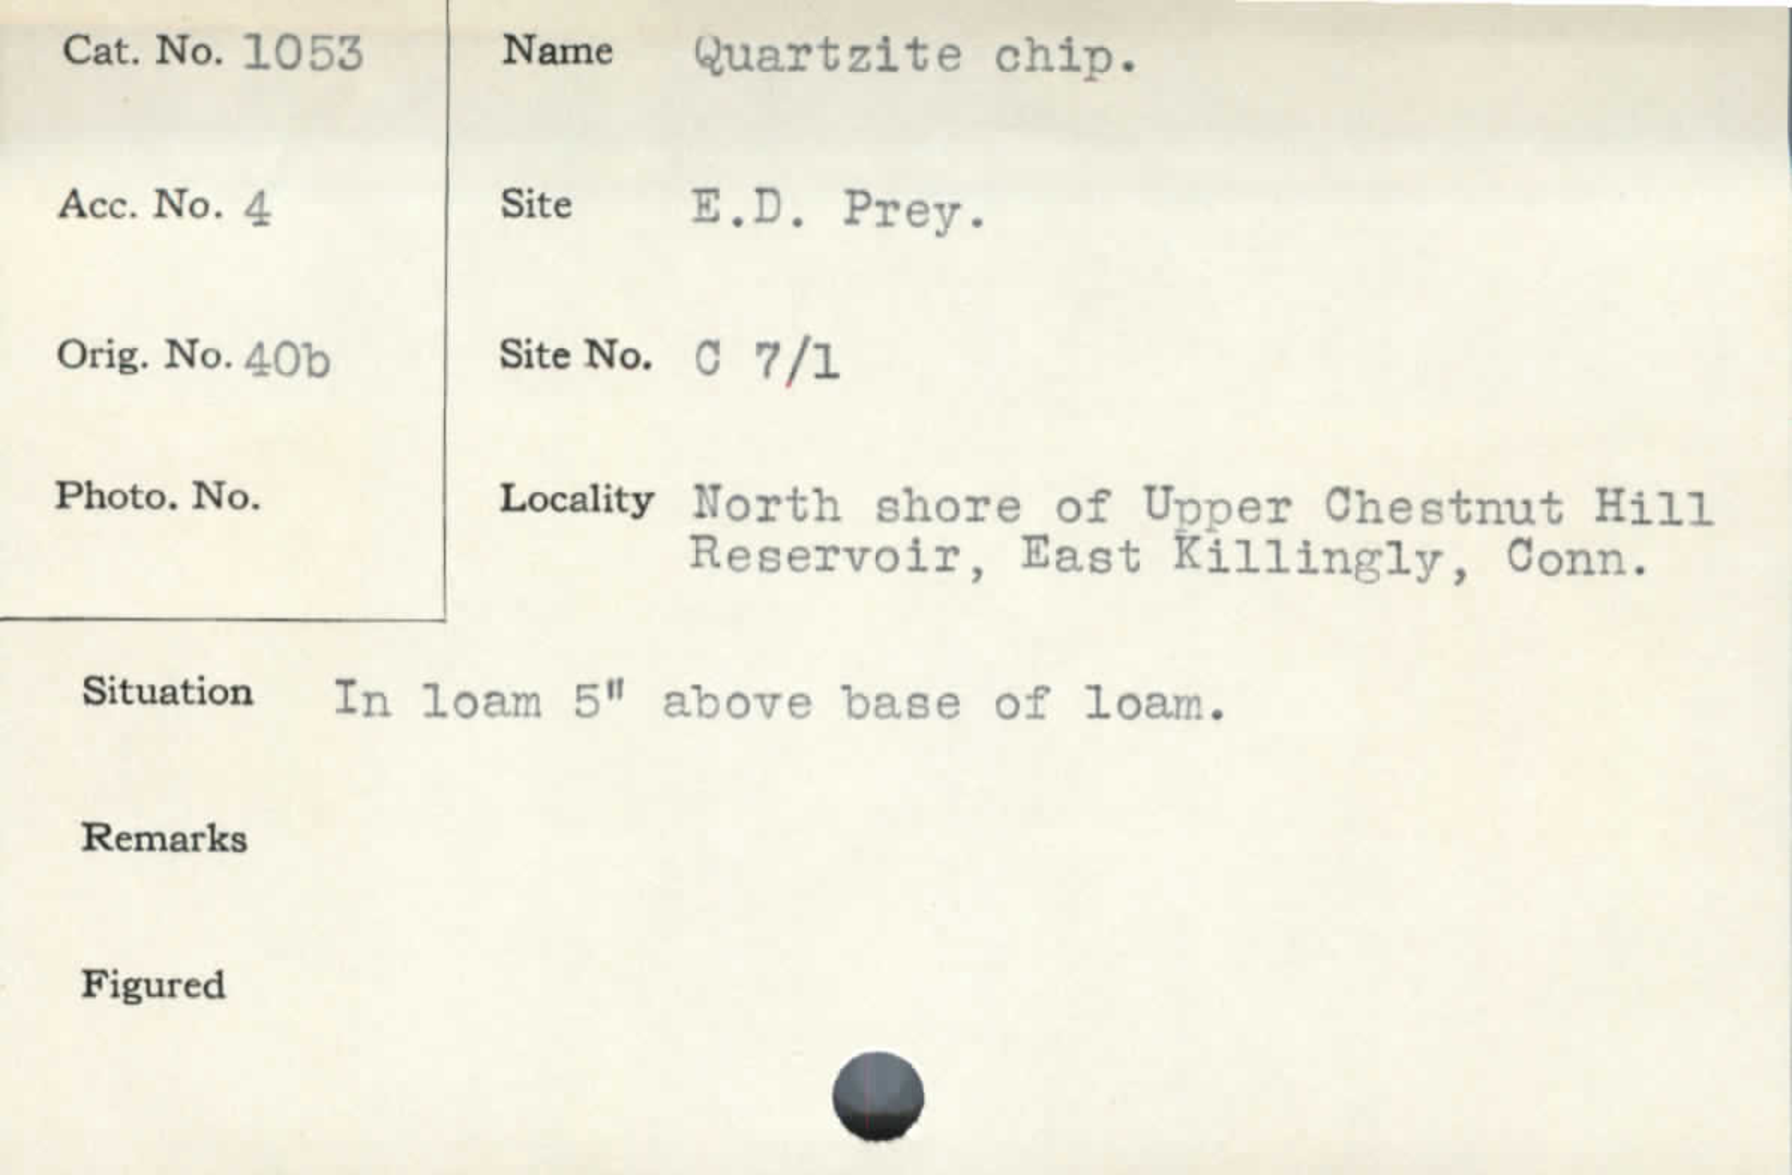 Cat. No. 1053
Name Quartzite chip.
Acc. No. 4
Site E.D. Prey.
Orig. No. 40b
Site No. C 7/1
Photo. No.
Locality North shore of Upper Chestnut Hill
Reservoir, East Killingly, Conn.
Situation In loam 5" above base of loam.
Remarks
Figured